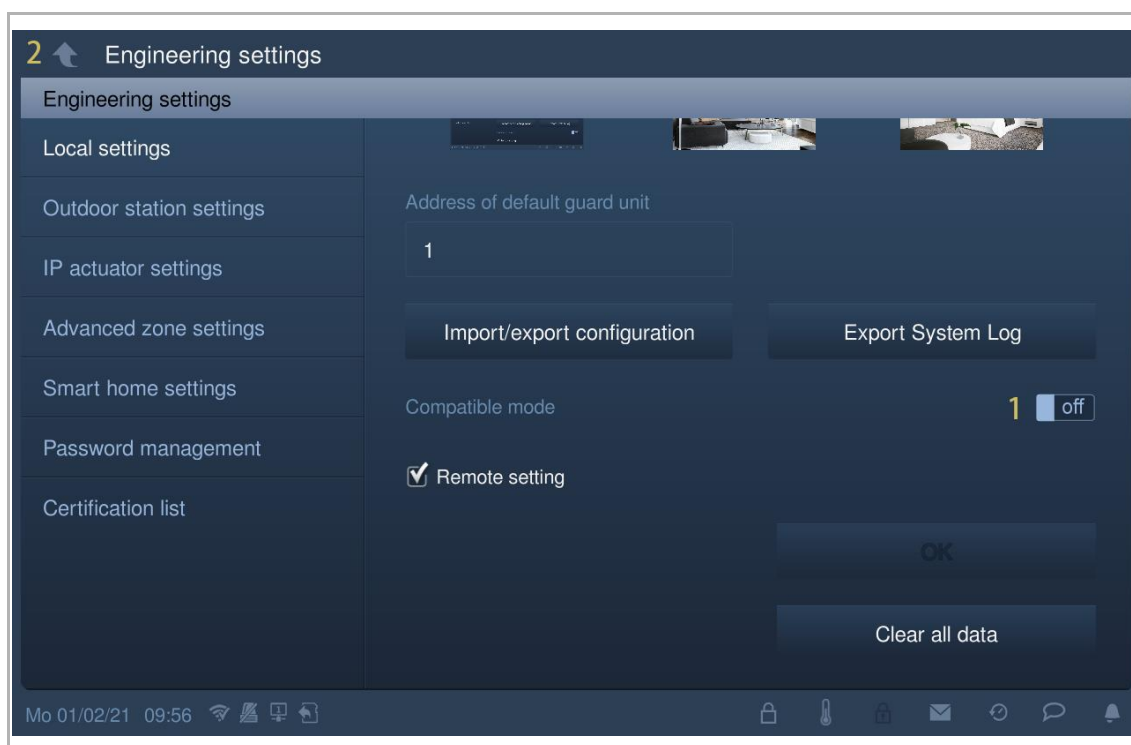 2 Engineering settings
Engineering settings
Local settings
Outdoor station settings
IP actuator settings
Advanced zone settings
Smart home settings
Password management
Certification list
Address of default guard unit
1
Import/export configuration
Export System Log
Compatible mode
1 off
Remote setting
OK
Clear all data
Mo 01/02/21 09:56